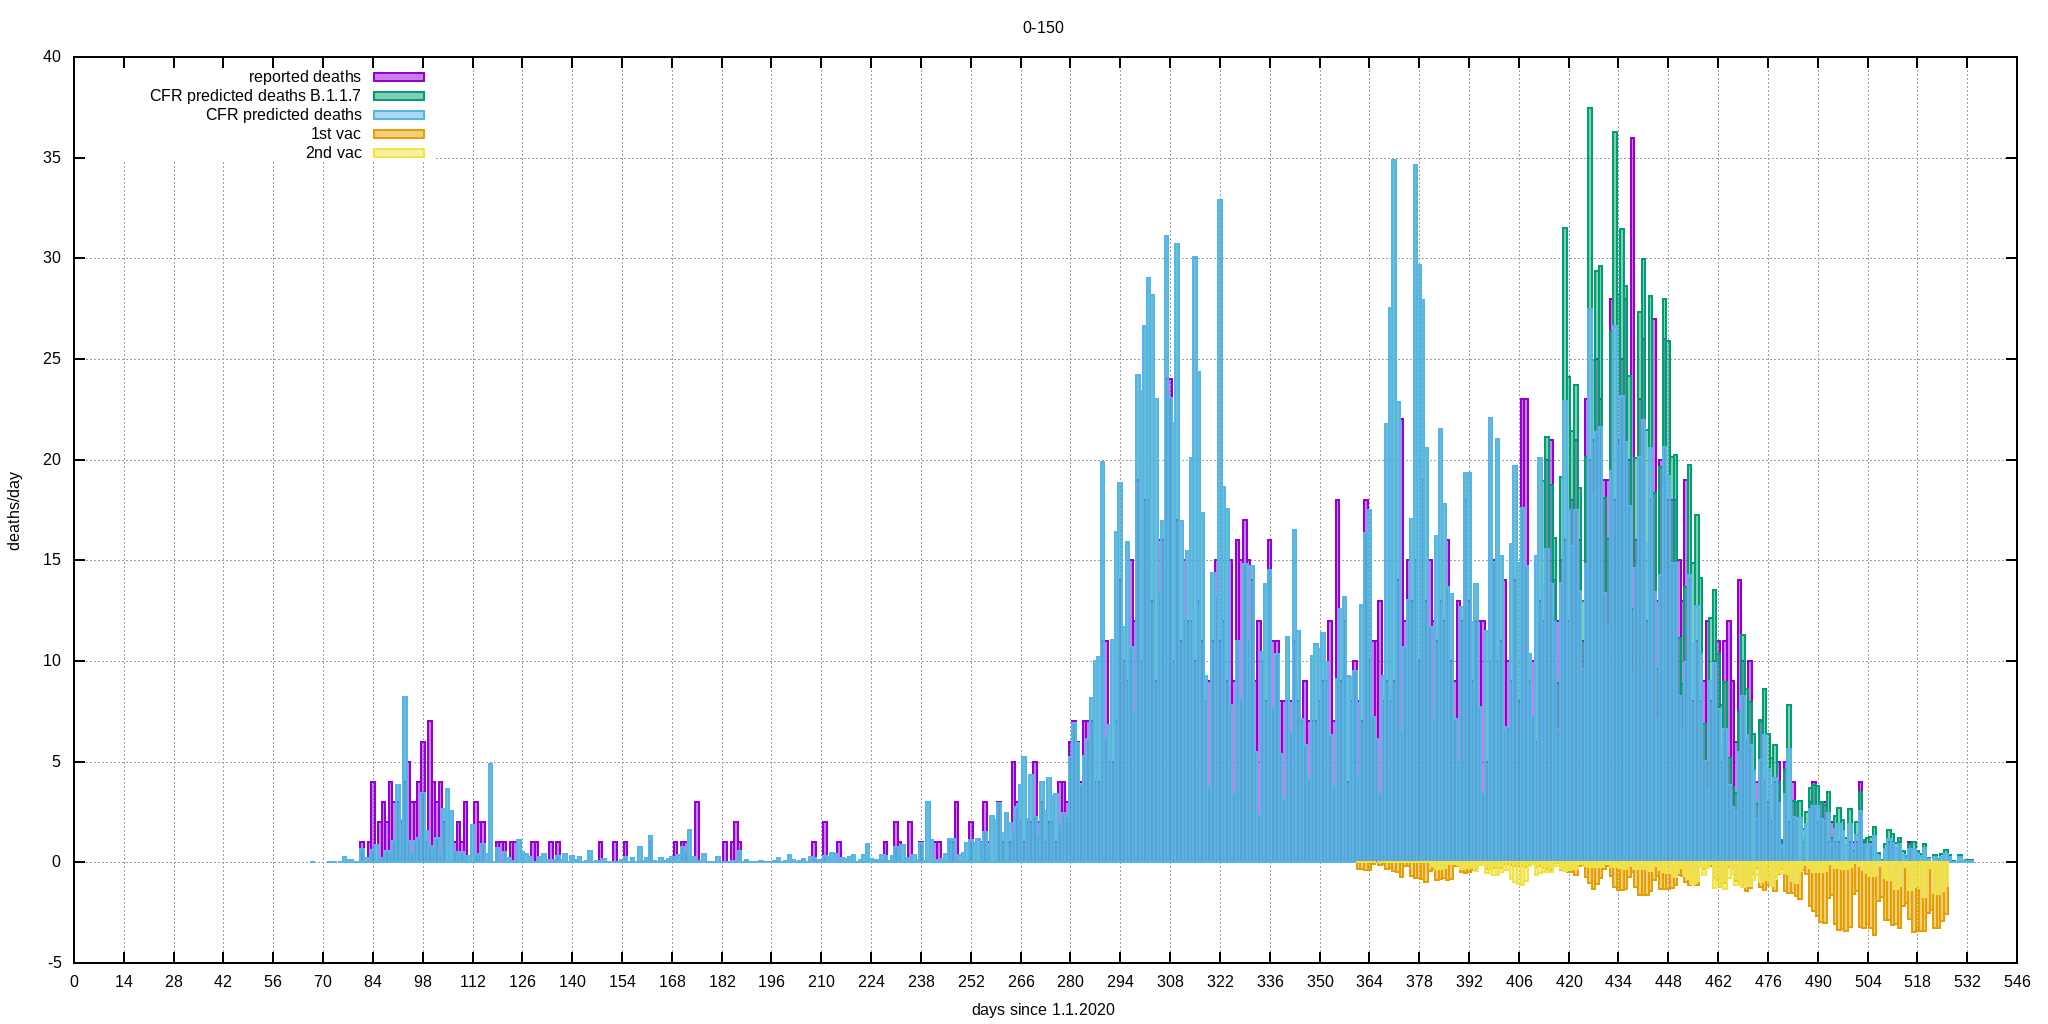 0-150
40
35
30
25
20
15
10
5
0
-5
reported deaths
CFR predicted deaths B.1.1.7
CFR predicted deaths
1st vac
2nd vac
deaths/day
0 14 28 42 56 70 84 98 112 126 140 154 168 182 196 210 224 238 252 266 280 294 308 322 336 350 364 378 392 406 420 434 448 462 476 490 504 518 532 546
days since 1.1.2020